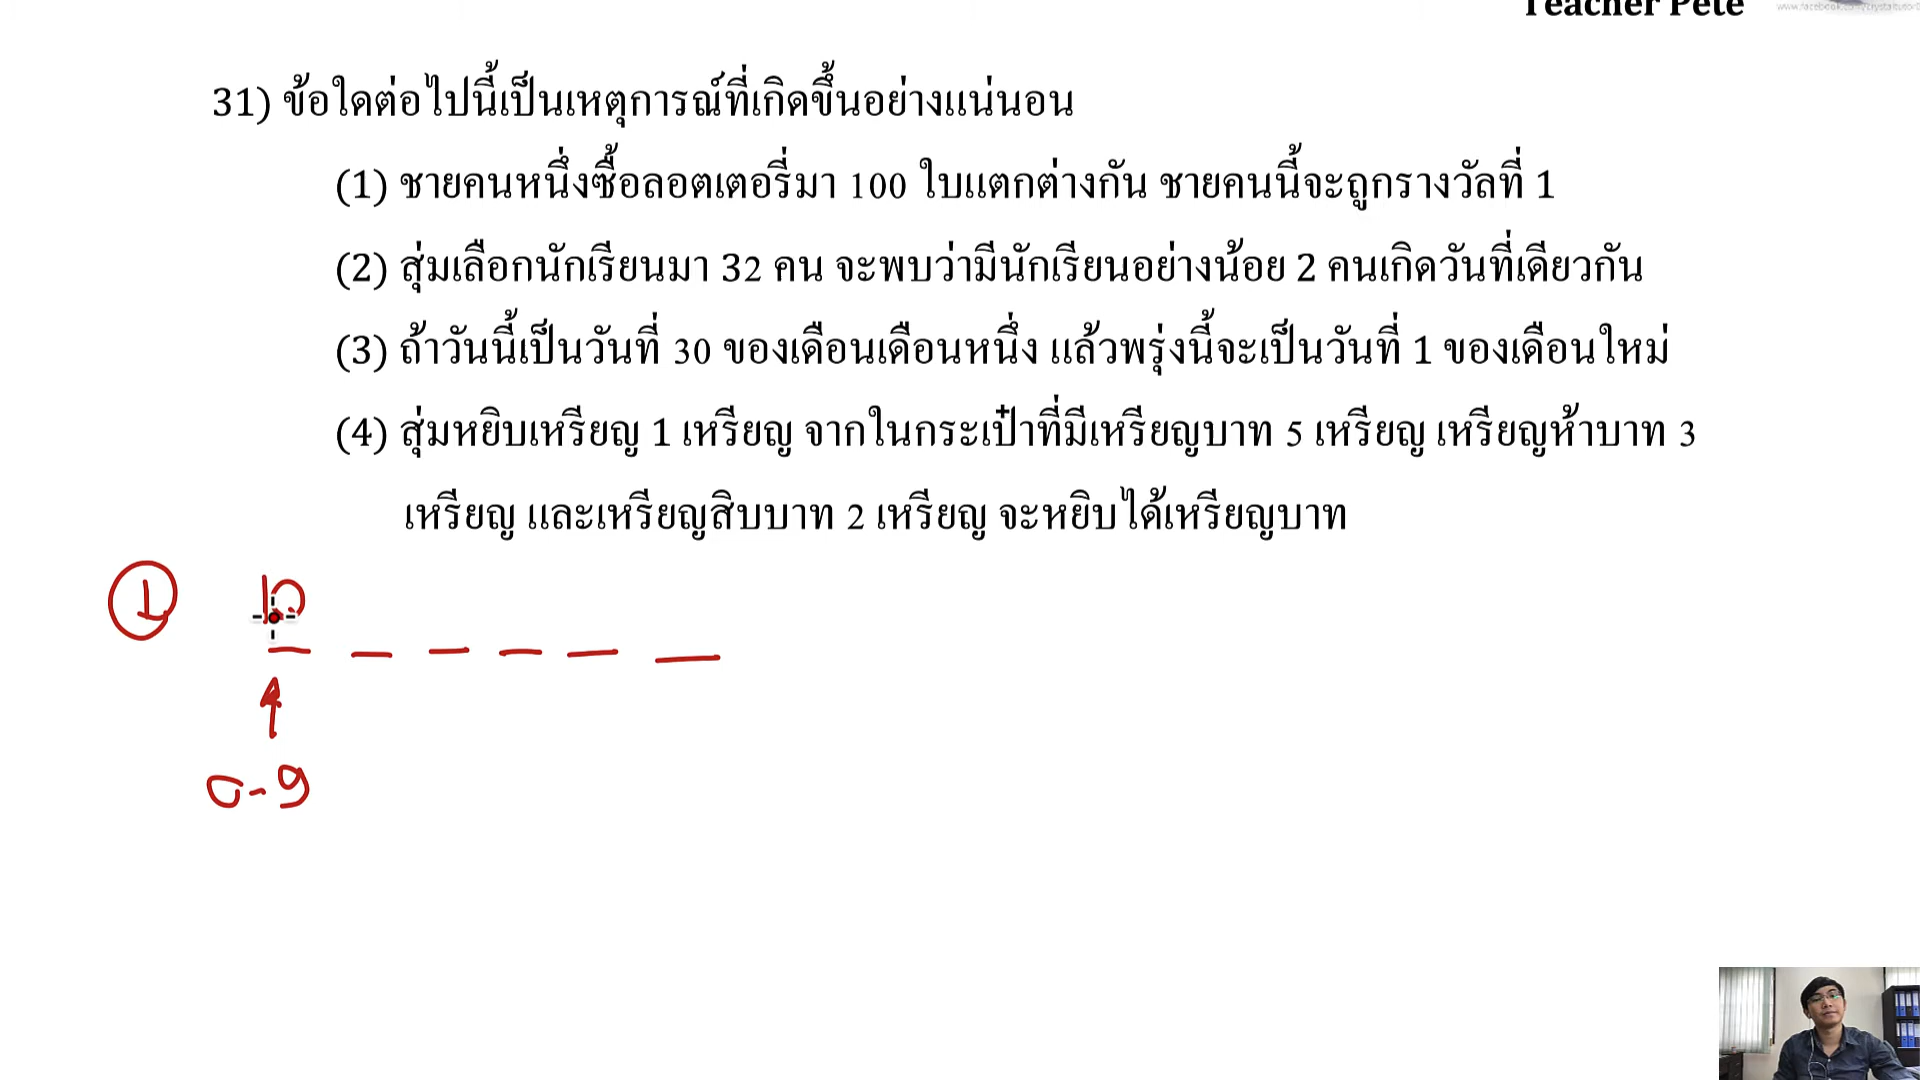 Teacher Pete
31) ข้อใดต่อไปนี้เป็นเหตุการณ์ที่เกิดขึ้นอย่างแน่นอน
(1) ชายคนหนึ่งซื้อลอตเตอรี่มา 100 ใบแตกต่างกัน ชายคนนี้จะถูกรางวัลที่ 1
(2) สุ่มเลือกนักเรียนมา 32 คน จะพบว่ามีนักเรียนอย่างน้อย 2 คนเกิดวันที่เดียวกัน
(3) ถ้าวันนี้เป็นวันที่ 30 ของเดือนเดือนหนึ่ง แล้วพรุ่งนี้จะเป็นวันที่ 1 ของเดือนใหม่
(4) สุ่มหยิบเหรียญ 1 เหรียญ จากในกระเป๋าที่มีเหรียญบาท 5 เหรียญ เหรียญห้าบาท 3
เหรียญ และเหรียญสิบบาท 2 เหรียญ จะหยิบได้เหรียญบาท
1 10
0-9